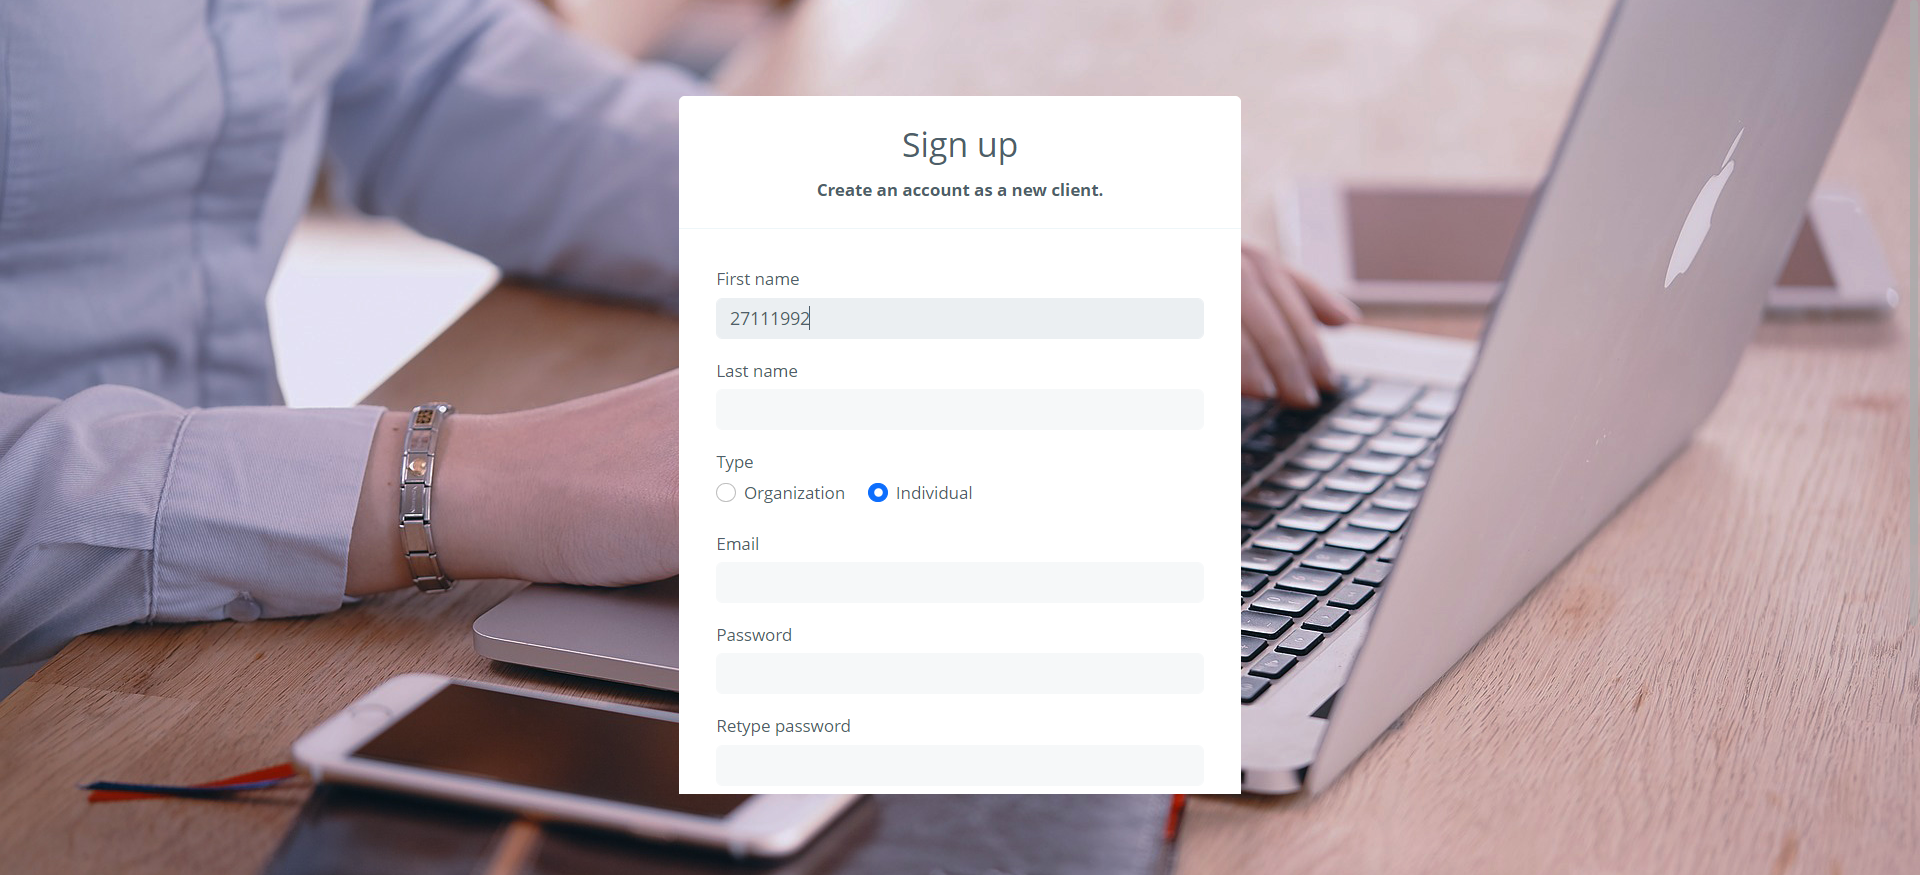 Sign up
Create an account as a new client.
First name
27111992
Last name
Type
Organization Individual
Email
Password
Retype password